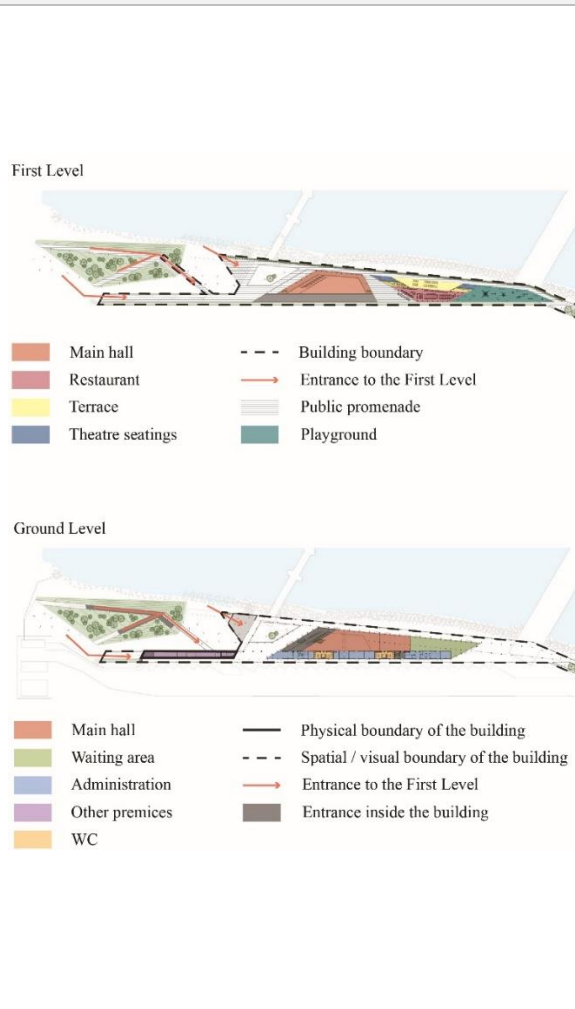 First Level
Main hall
Building boundary
Restaurant
Entrance to the First Level
Terrace
Public promenade
Theatre seatings
Playground
Ground Level
Main hall
Physical boundary of the building
Waiting area
Spatial / visual boundary of the building
Administration
Entrance to the First Level
Other premices
Entrance inside the building
WC